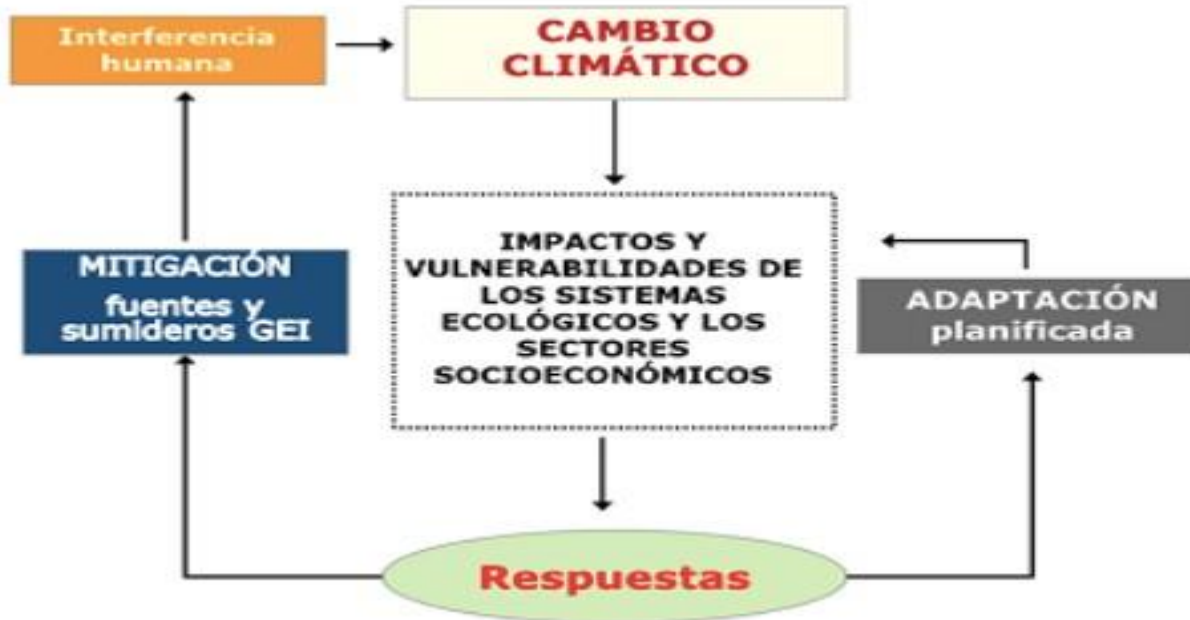 Interferencia
humana
CAMBIO
CLIMÁTICO
IMPACTOS Y
VULNERABILIDADES DE
LOS SISTEMAS
ECOLÓGICOS Y LOS
SECTORES
SOCIOECONÓMICOS
MITIGACIÓN
fuentes y
sumideros GEI
ADAPTACIÓN
planificada
Respuestas